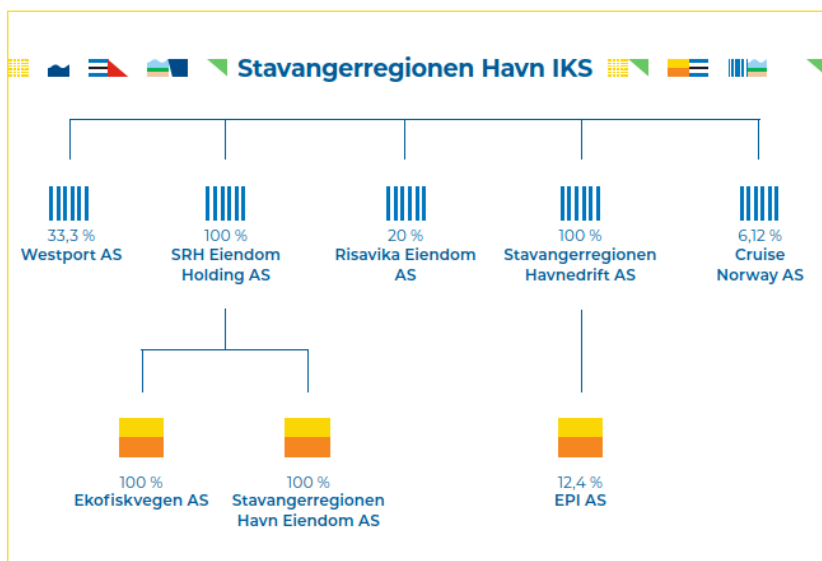 Stavangerregionen Havn IKS
33,3 %
Westport AS
100 %
SRH Eiendom
Holding AS
20 %
Risavika Eiendom
AS
100 %
Stavangerregionen
Havnedrift AS
6,12 %
Cruise
Norway AS
100 %
Ekofiskvegen AS
100 %
Stavangerregionen
Havn Eiendom AS
12,4 %
EPI AS